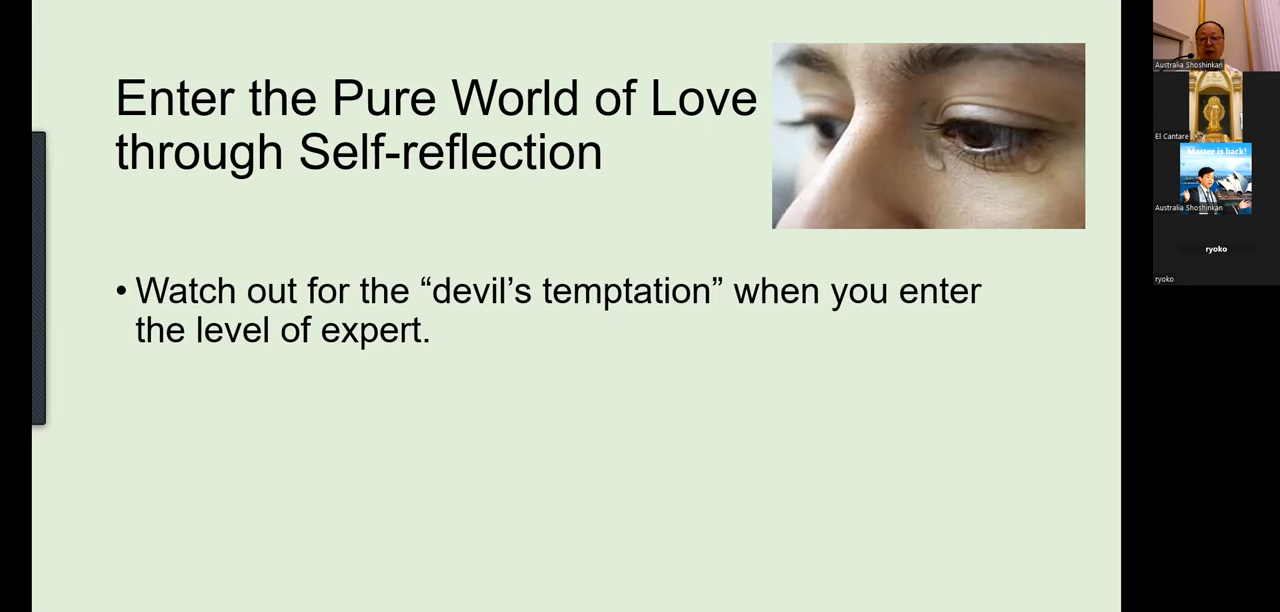 Enter the Pure World of Love
through Self-reflection
• Watch out for the “devil’s temptation” when you enter
the level of expert.
Australia Shoshinkan
El Cantare
Master is back!
Australia Shoshinkan
ryoko
ryoko